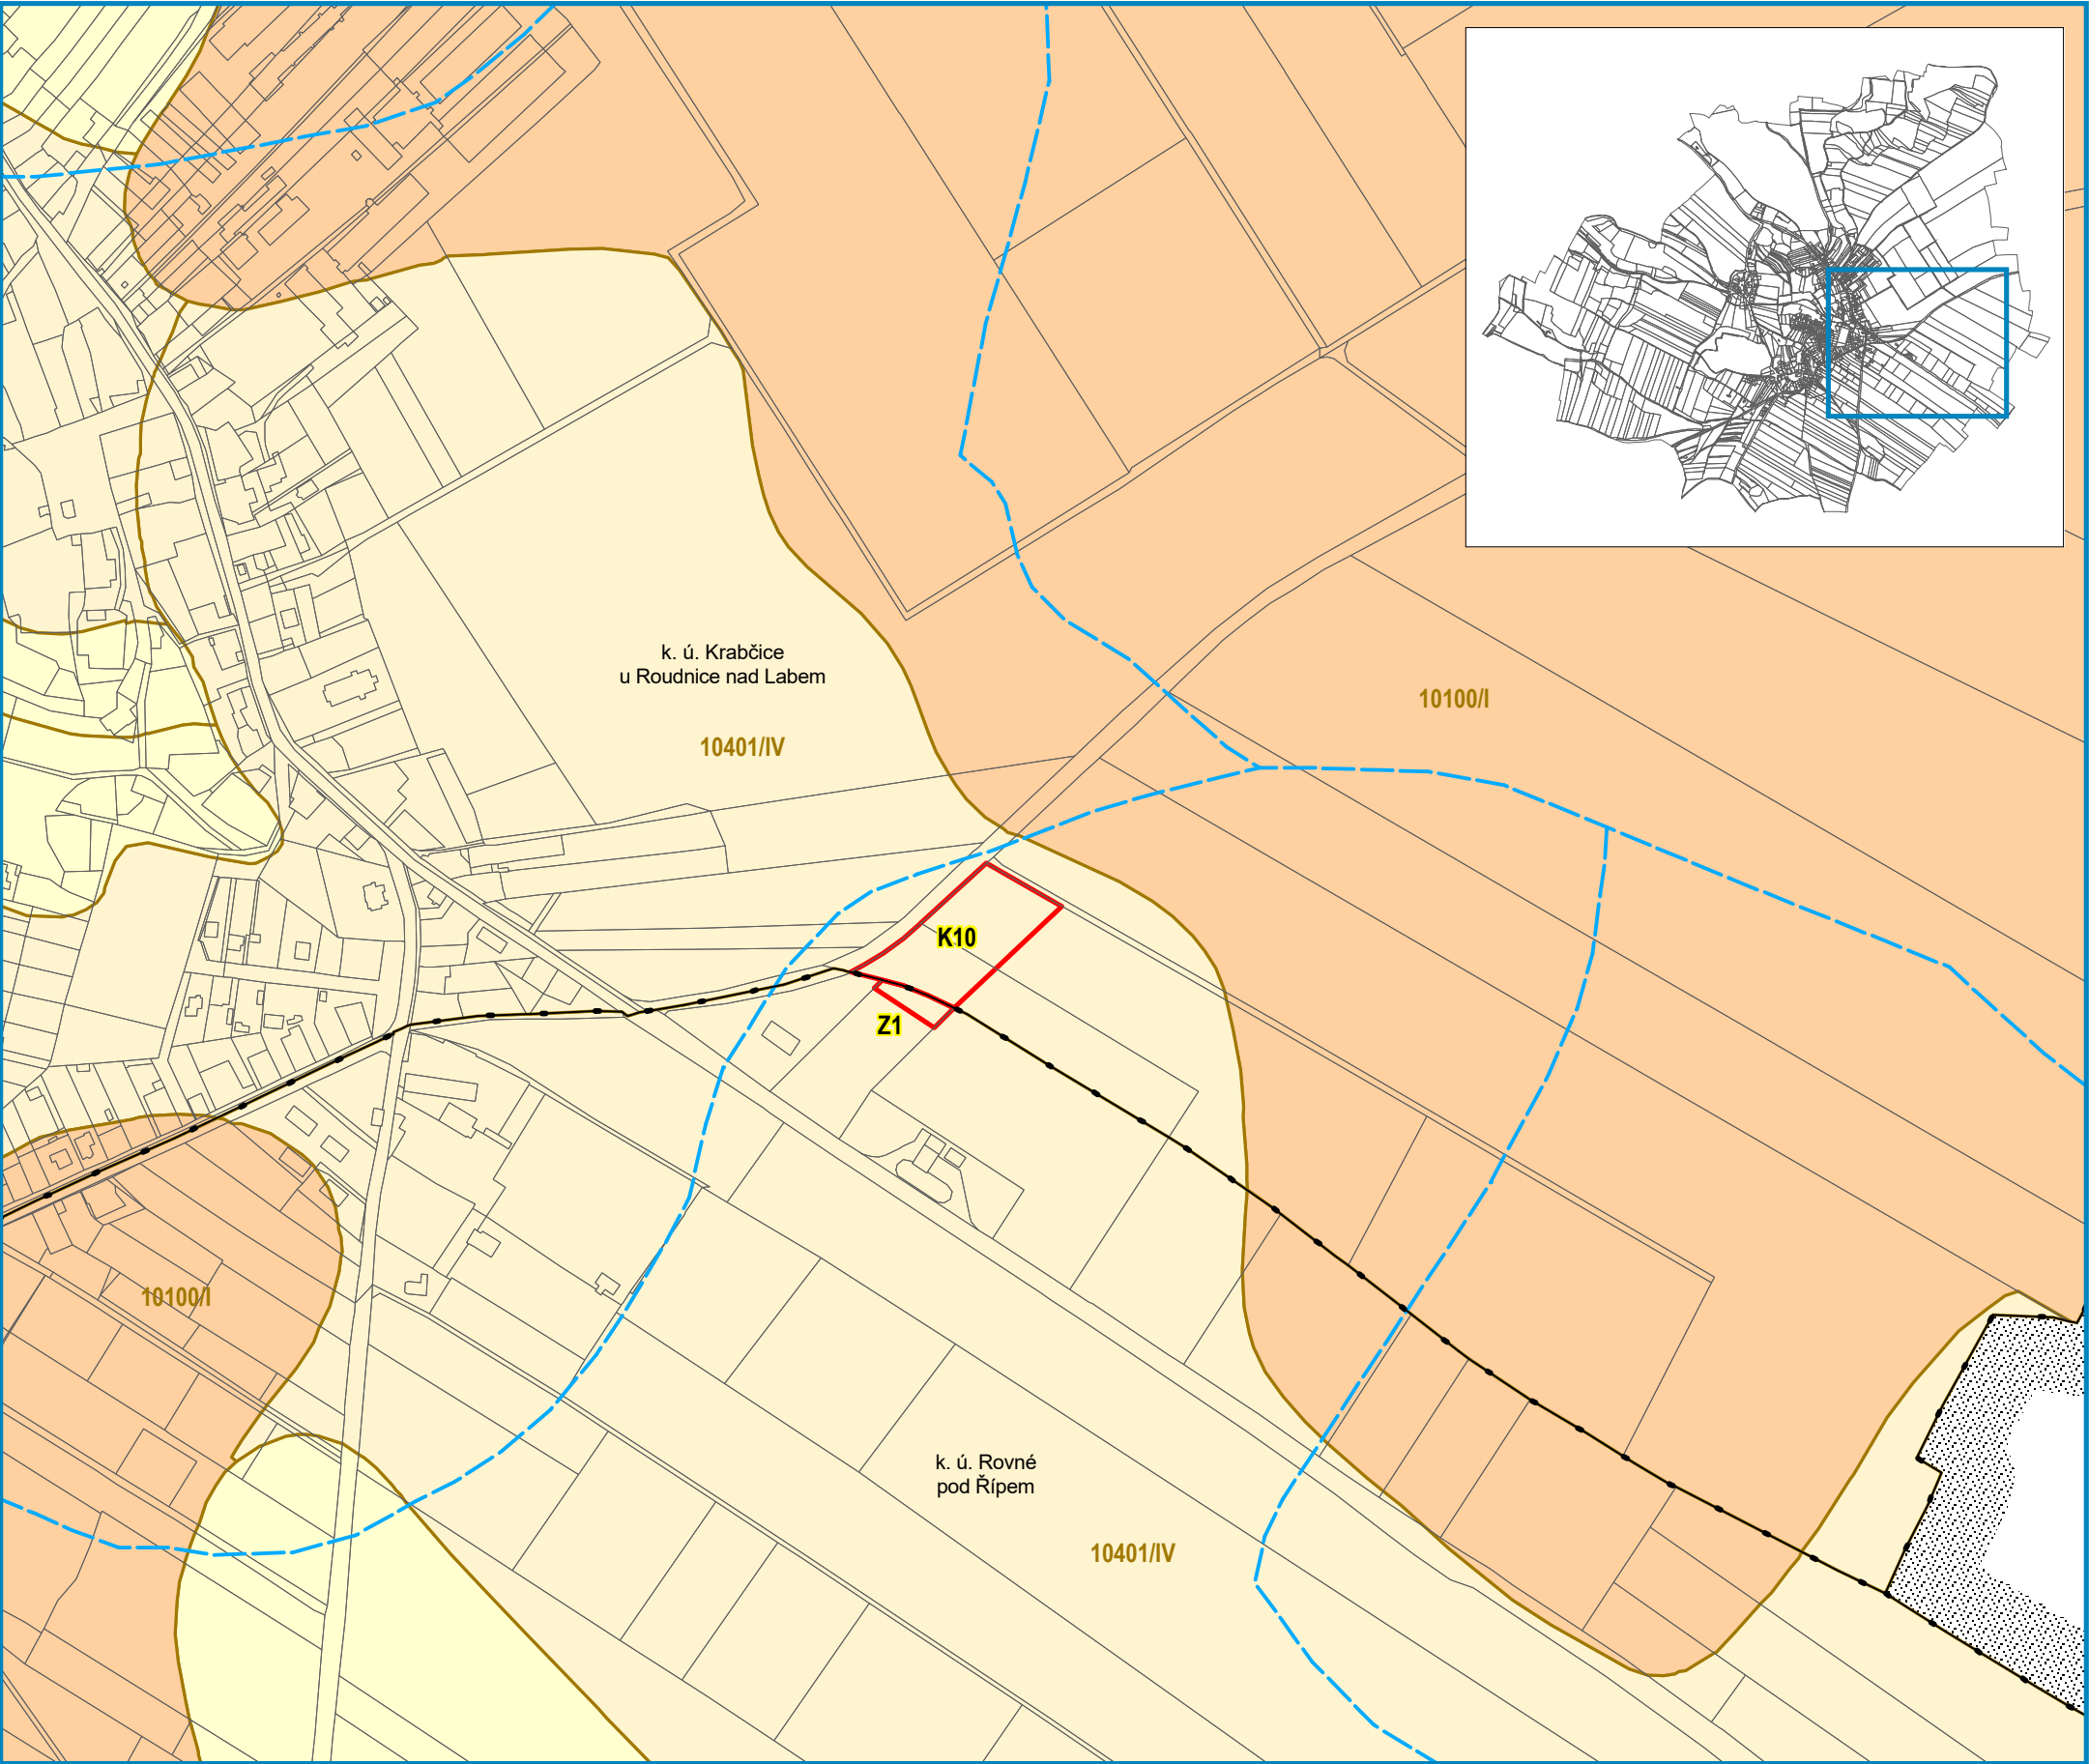 k. ú. Krabčice
u Roudnice nad Labem
10100/I
10401/IV
K10
Z1
10100/I
k. ú. Rovné
pod Řípem
10401/IV